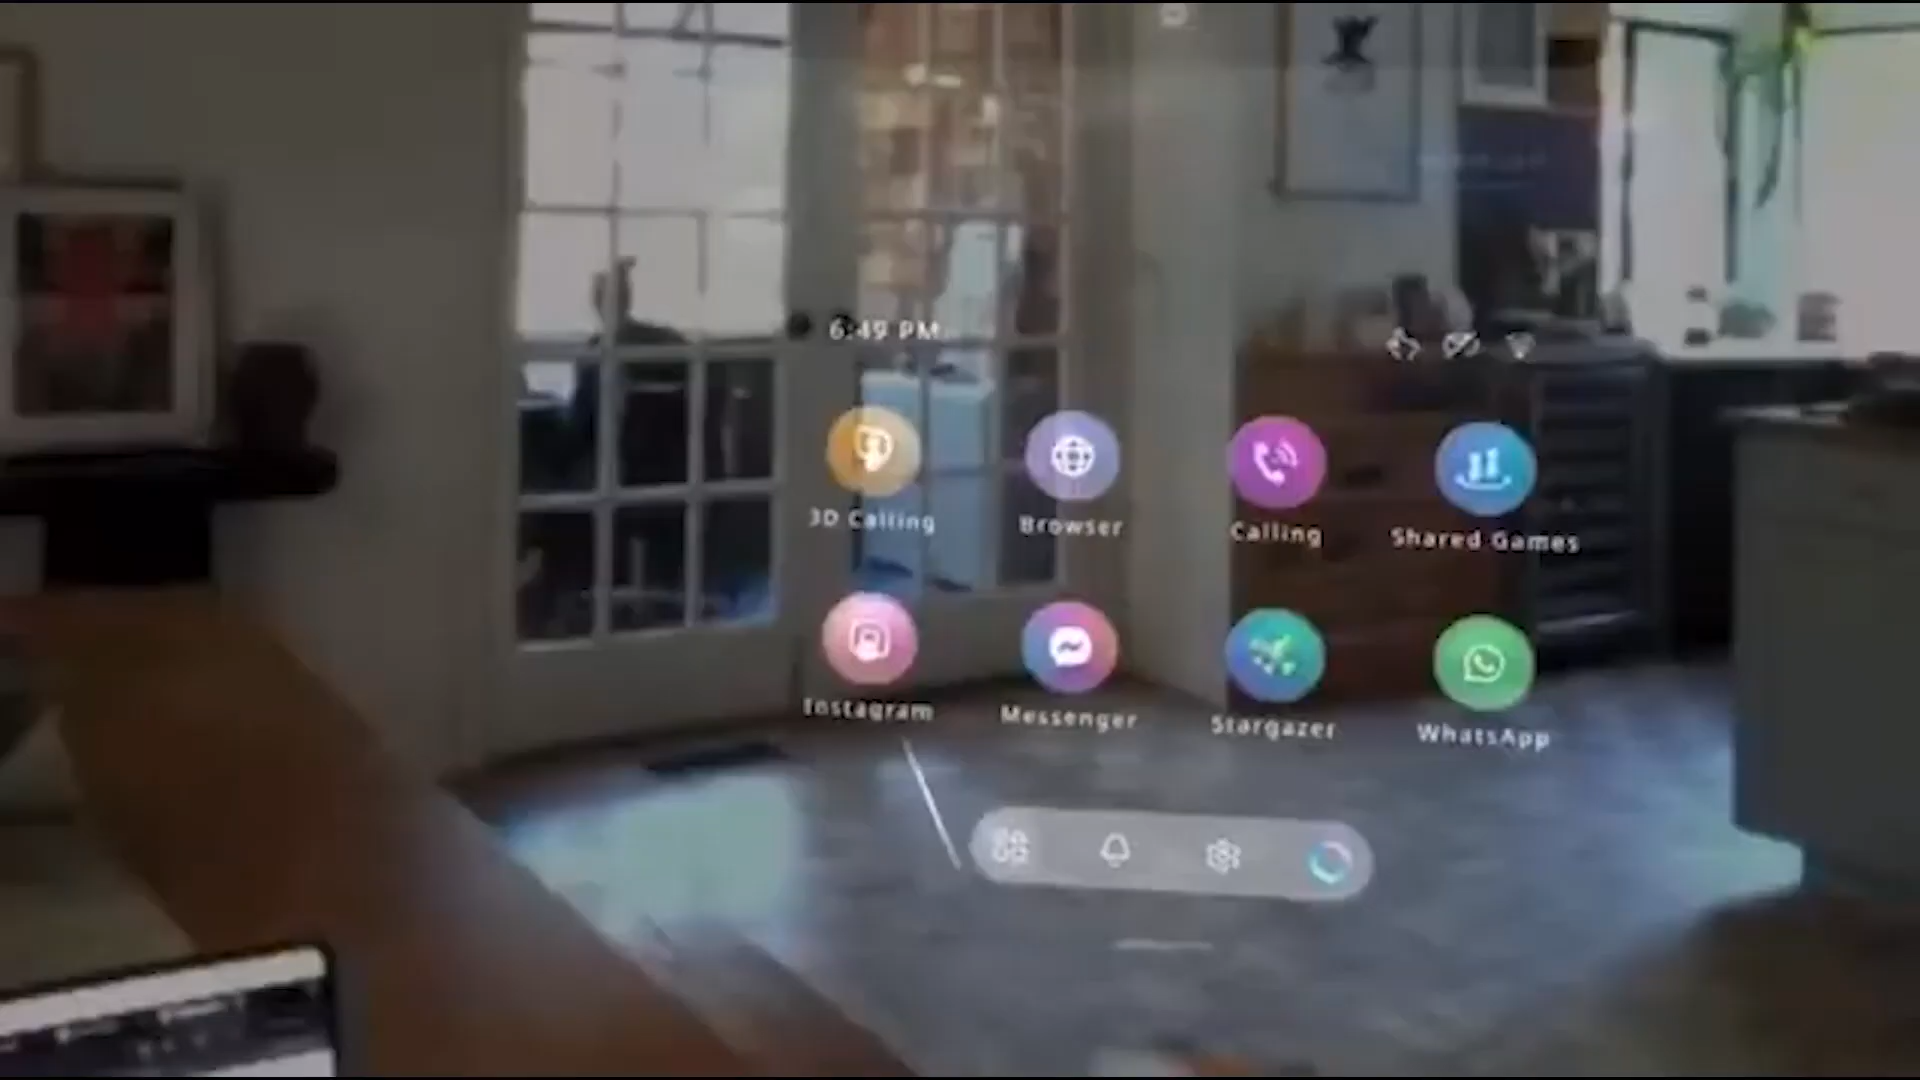 6:49 PM
3D Calling Browser Calling Shared Games
Instagram Messenger Stargazer WhatsApp